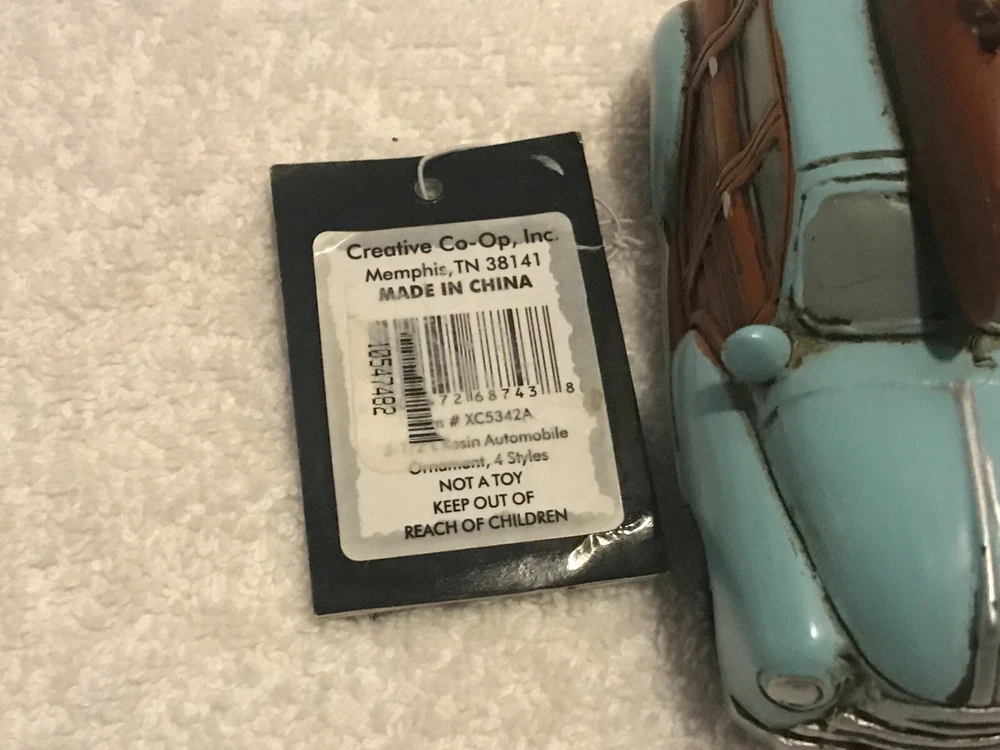 Creative Co-Op, Inc.
Memphis, TN 38141
MADE IN CHINA
10547482
72 68743 8
# XC5342A
Resin Automobile
Ornament, 4 Styles
NOT A TOY
KEEP OUT OF
REACH OF CHILDREN